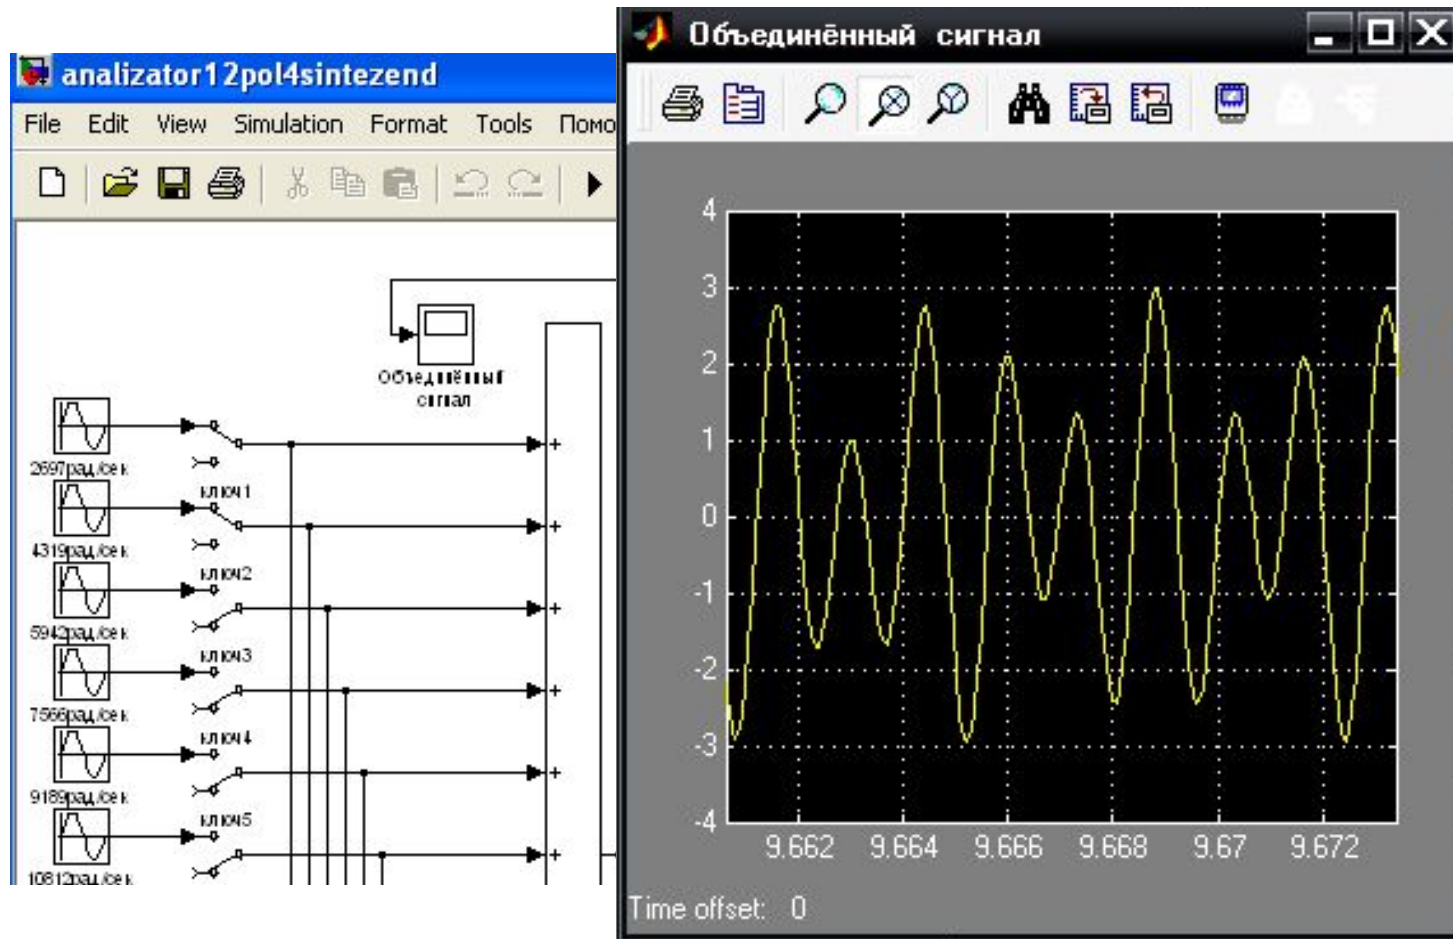 analizator12pol4sintezend
File Edit View Simulation Format Tools Помо
Объединённый
сигнал
2697рад/сек
ключ1
4319рад/сек
ключ2
5942рад/сек
ключ3
7566рад/сек
ключ4
9189рад/сек
ключ5
10812рад/сек
+
+
+
+
+
+
Объединённый сигнал
4
3
2
1
0
-1
-2
-3
-4
9.662 9.664 9.666 9.668 9.67 9.672
Time offset: 0